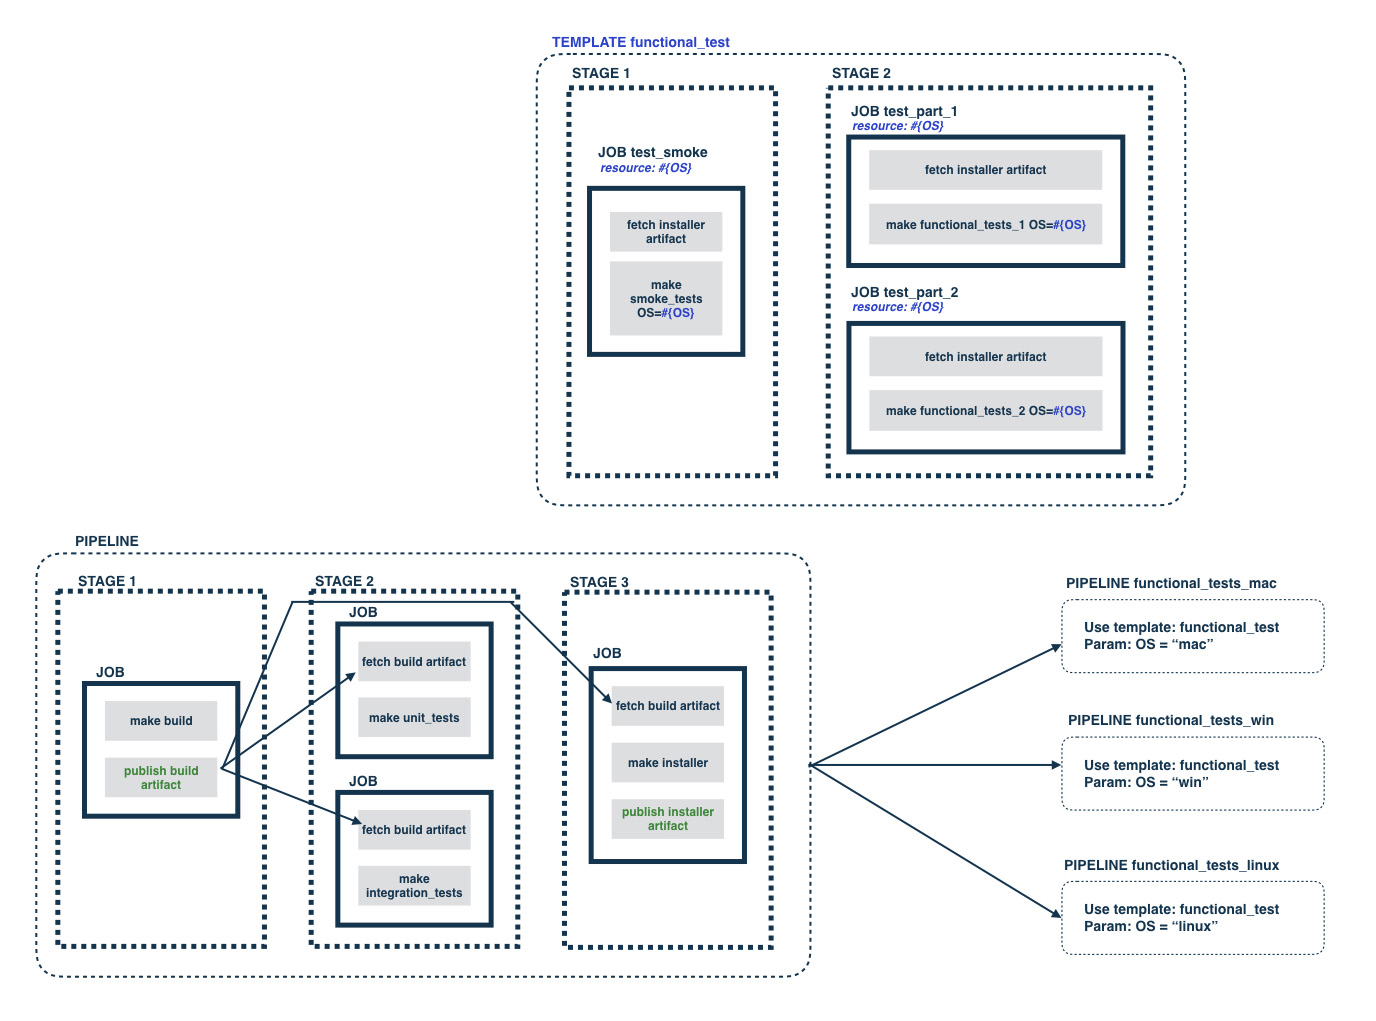 TEMPLATE functional_test
STAGE 1
JOB test_smoke
resource: #{OS}
fetch installer
artifact
make
smoke_tests
OS=#{OS}
STAGE 2
JOB test_part_1
resource: #{OS}
fetch installer artifact
make functional_tests_1 OS=#{OS}
JOB test_part_2
resource: #{OS}
fetch installer artifact
make functional_tests_2 OS=#{OS}
PIPELINE
STAGE 1
JOB
make build
publish build
artifact
STAGE 2
JOB
fetch build artifact
make unit_tests
JOB
fetch build artifact
make
integration_tests
STAGE 3
JOB
fetch build artifact
make installer
publish installer
artifact
PIPELINE functional_tests_mac
Use template: functional_test
Param: OS = “mac”
PIPELINE functional_tests_win
Use template: functional_test
Param: OS = “win”
PIPELINE functional_tests_linux
Use template: functional_test
Param: OS = “linux”